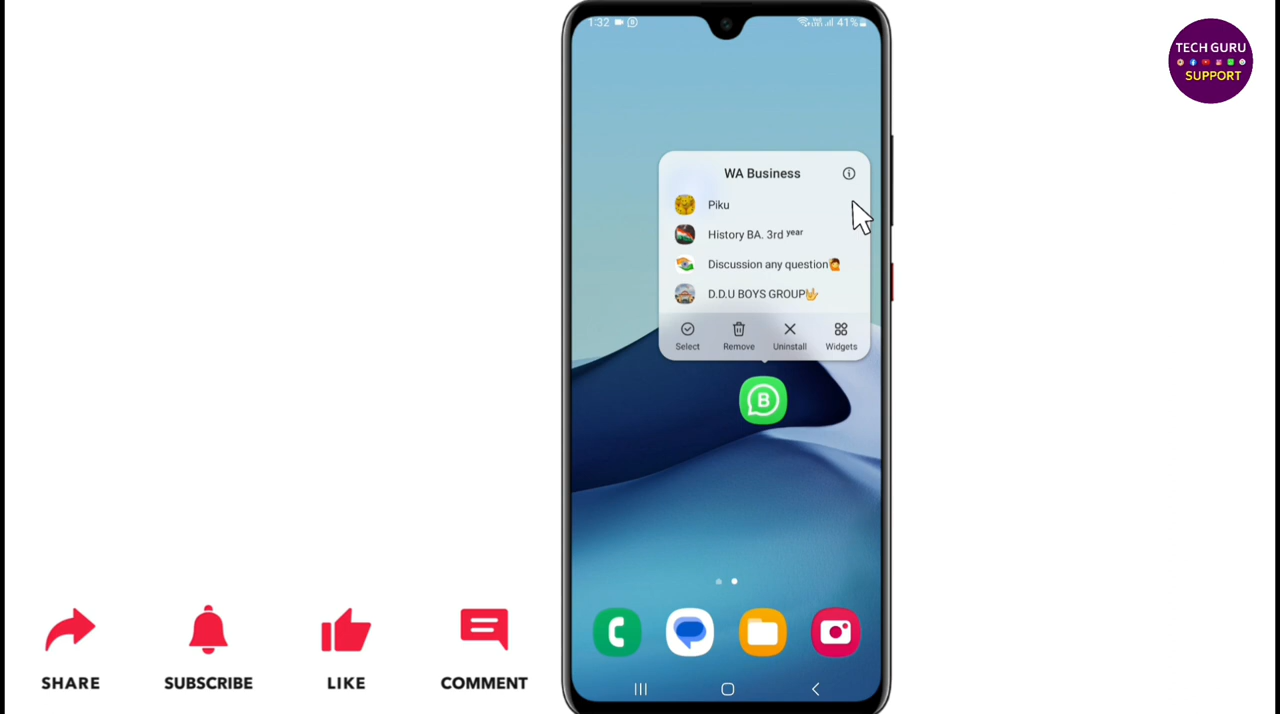 1:32
41%
TECH GURU
SUPPORT
WA Business
Piku
History BA. 3rd ʸᵉᵃʳ
Discussion any question🙋
D.D.U BOYS GROUP🤟
Select
Remove
Uninstall
Widgets
B
SHARE
SUBSCRIBE
LIKE
COMMENT